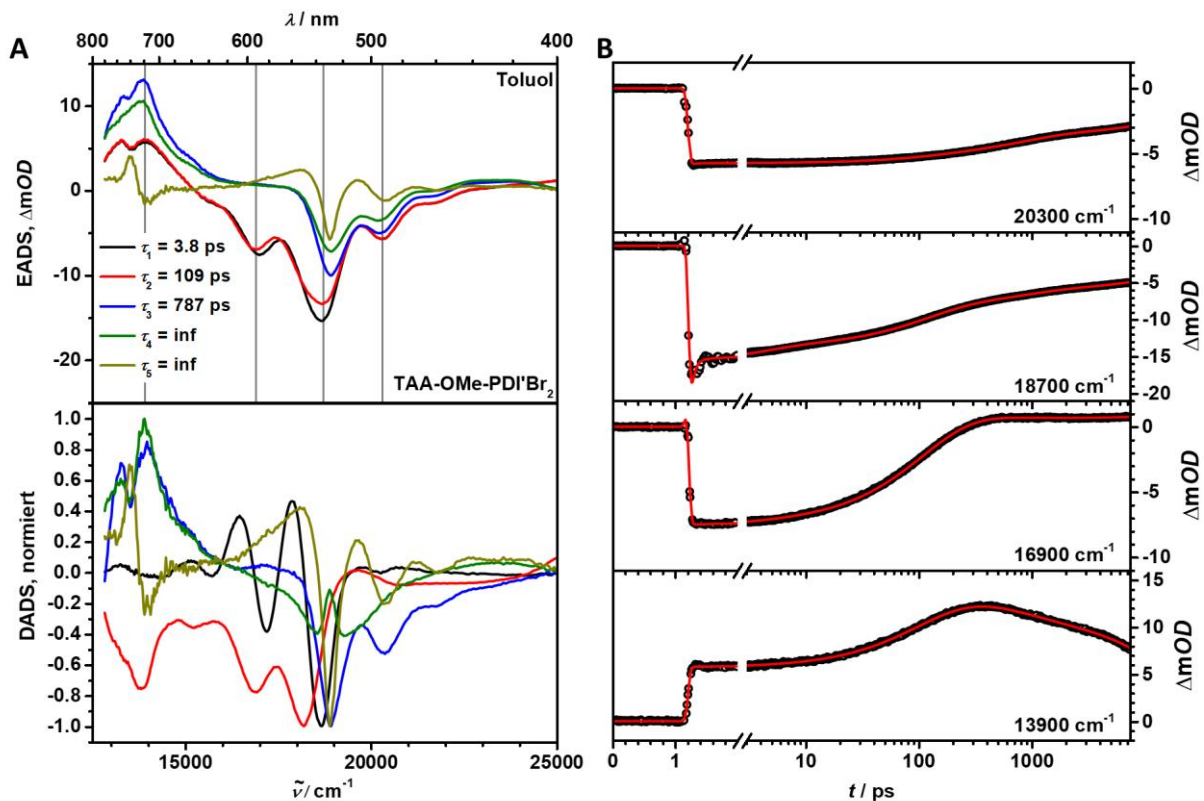 A
λ / nm
800 700 600 500 400
Toluol
EADS, ΔmOD
10
0
-10
-20
τ1 = 3.8 ps
τ2 = 109 ps
τ3 = 787 ps
τ4 = inf
τ5 = inf
TAA-OMe-PDI'Br2
DADS, normiert
1.0
0.8
0.6
0.4
0.2
0.0
-0.2
-0.4
-0.6
-0.8
-1.0
15000 20000 25000
ṽ / cm-1
B
0
-5
-10
ΔmOD
20300 cm-1
0
-5
-10
-15
-20
ΔmOD
18700 cm-1
0
-5
-10
ΔmOD
16900 cm-1
15
10
5
0
ΔmOD
13900 cm-1
0 1 10 100 1000
t / ps